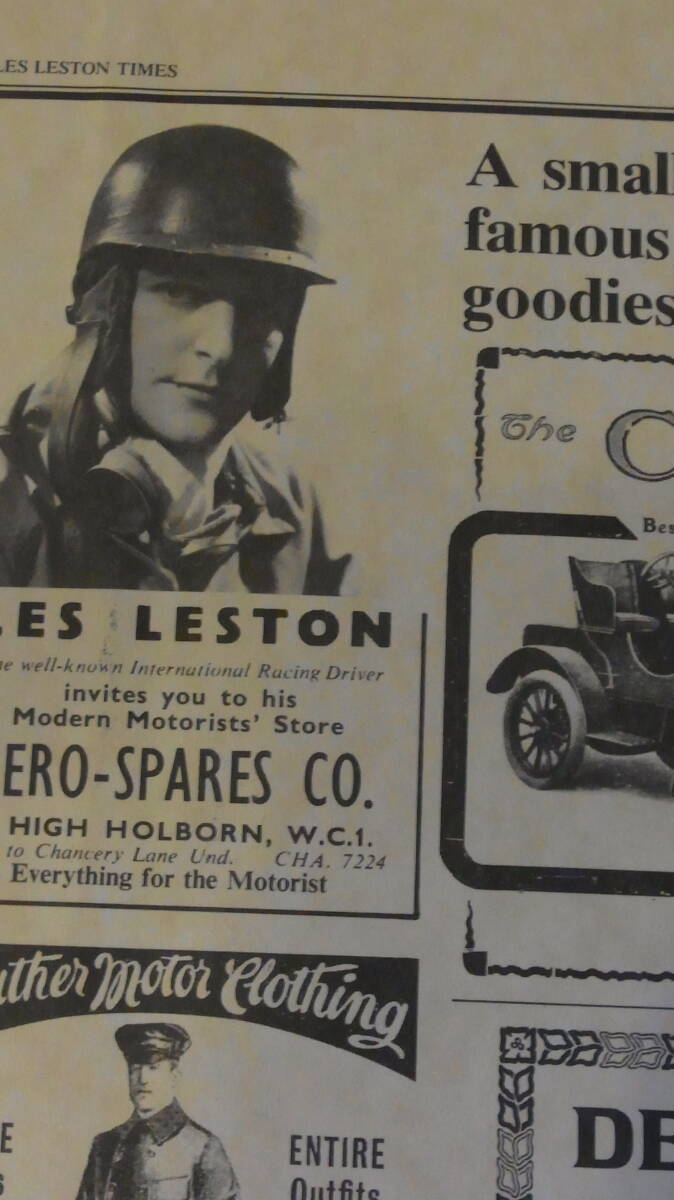 LES LESTON TIMES
A small
famous
goodies
The C
Bes
LES LESTON
he well-known International Racing Driver
invites you to his
Modern Motorists' Store
ERO-SPARES CO.
HIGH HOLBORN, W.C.1.
to Chancery Lane Und. CHA. 7224
Everything for the Motorist
ather Motor Clothing
E
S
ENTIRE
Outfits
DE